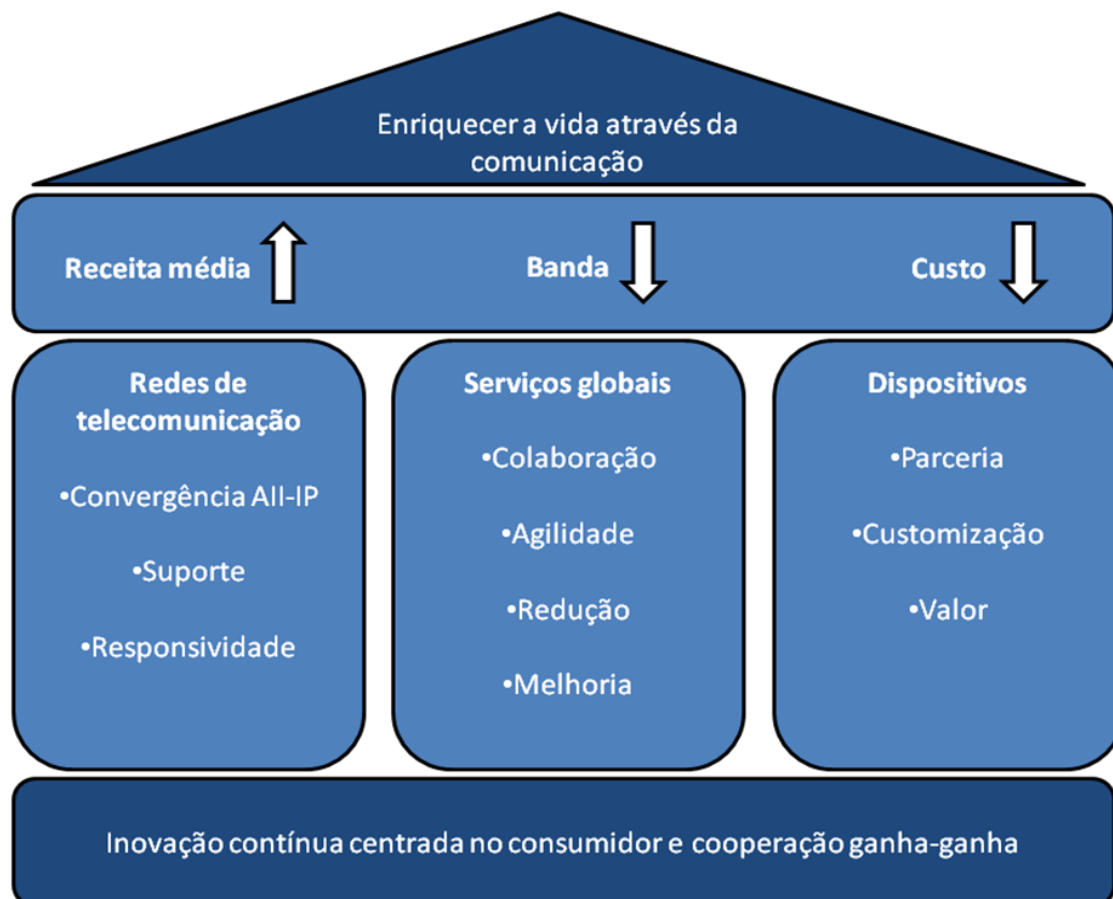 Enriquecer a vida através da
comunicação
Receita média
Banda
Custo
Redes de
telecomunicação
•Convergência All-IP
•Suporte
•Responsividade
Serviços globais
•Colaboração
•Agilidade
•Redução
•Melhoria
Dispositivos
•Parceria
•Customização
•Valor
Inovação contínua centrada no consumidor e cooperação ganha-ganha